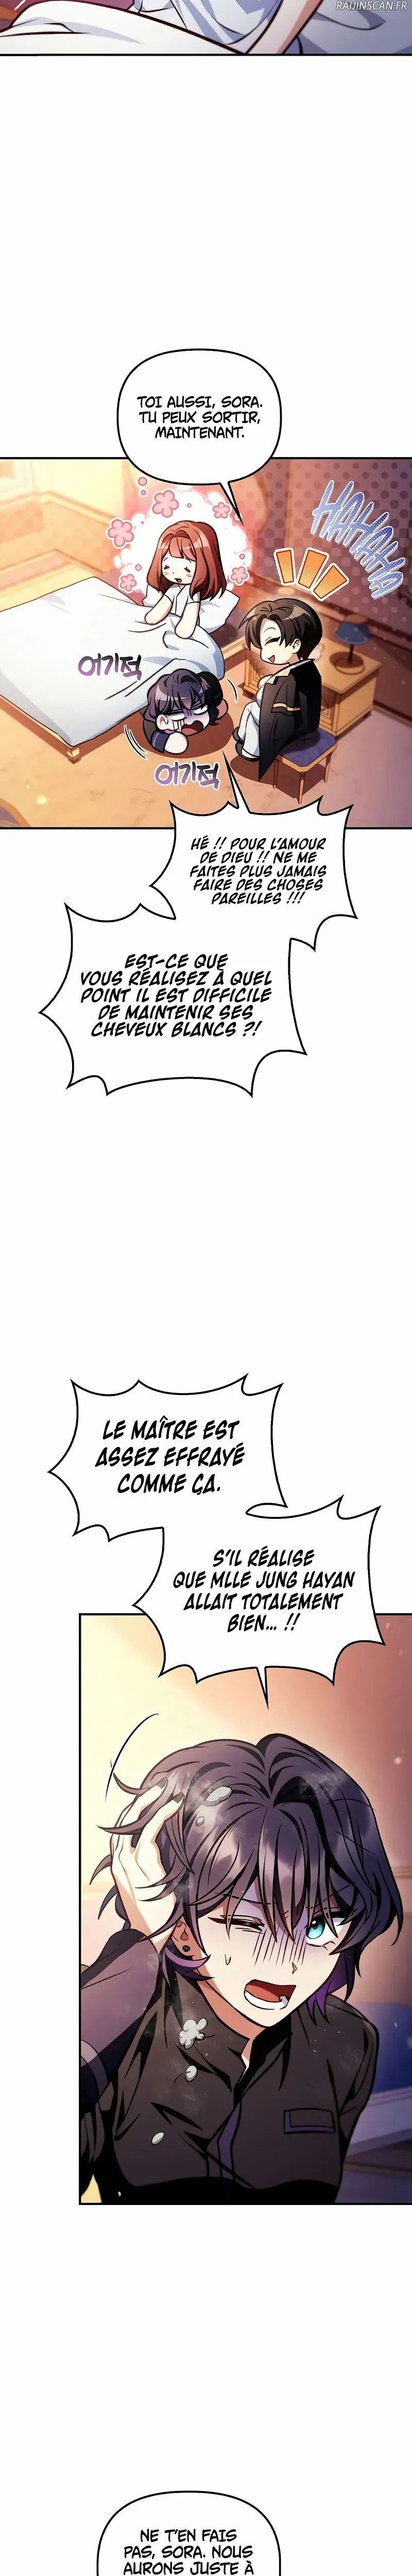 RAIJINSCAN.FR
TOI AUSSI, SORA.
TU PEUX SORTIR,
MAINTENANT.
HAHAHA
어기적
어기적
HÉ !! POUR L'AMOUR
DE DIEU !! NE ME
FAITES PLUS JAMAIS
FAIRE DES CHOSES
PAREILLES !!!
EST-CE QUE
VOUS RÉALISEZ À QUEL
POINT IL EST DIFFICILE
DE MAINTENIR SES
CHEVEUX BLANCS ?!
LE MAÎTRE EST
ASSEZ EFFRAYÉ
COMME ÇA.
S'IL RÉALISE
QUE MLLE JUNG HAYAN
ALLAIT TOTALEMENT
BIEN... !!
NE T'EN FAIS
PAS, SORA. NOUS
AURONS JUSTE À